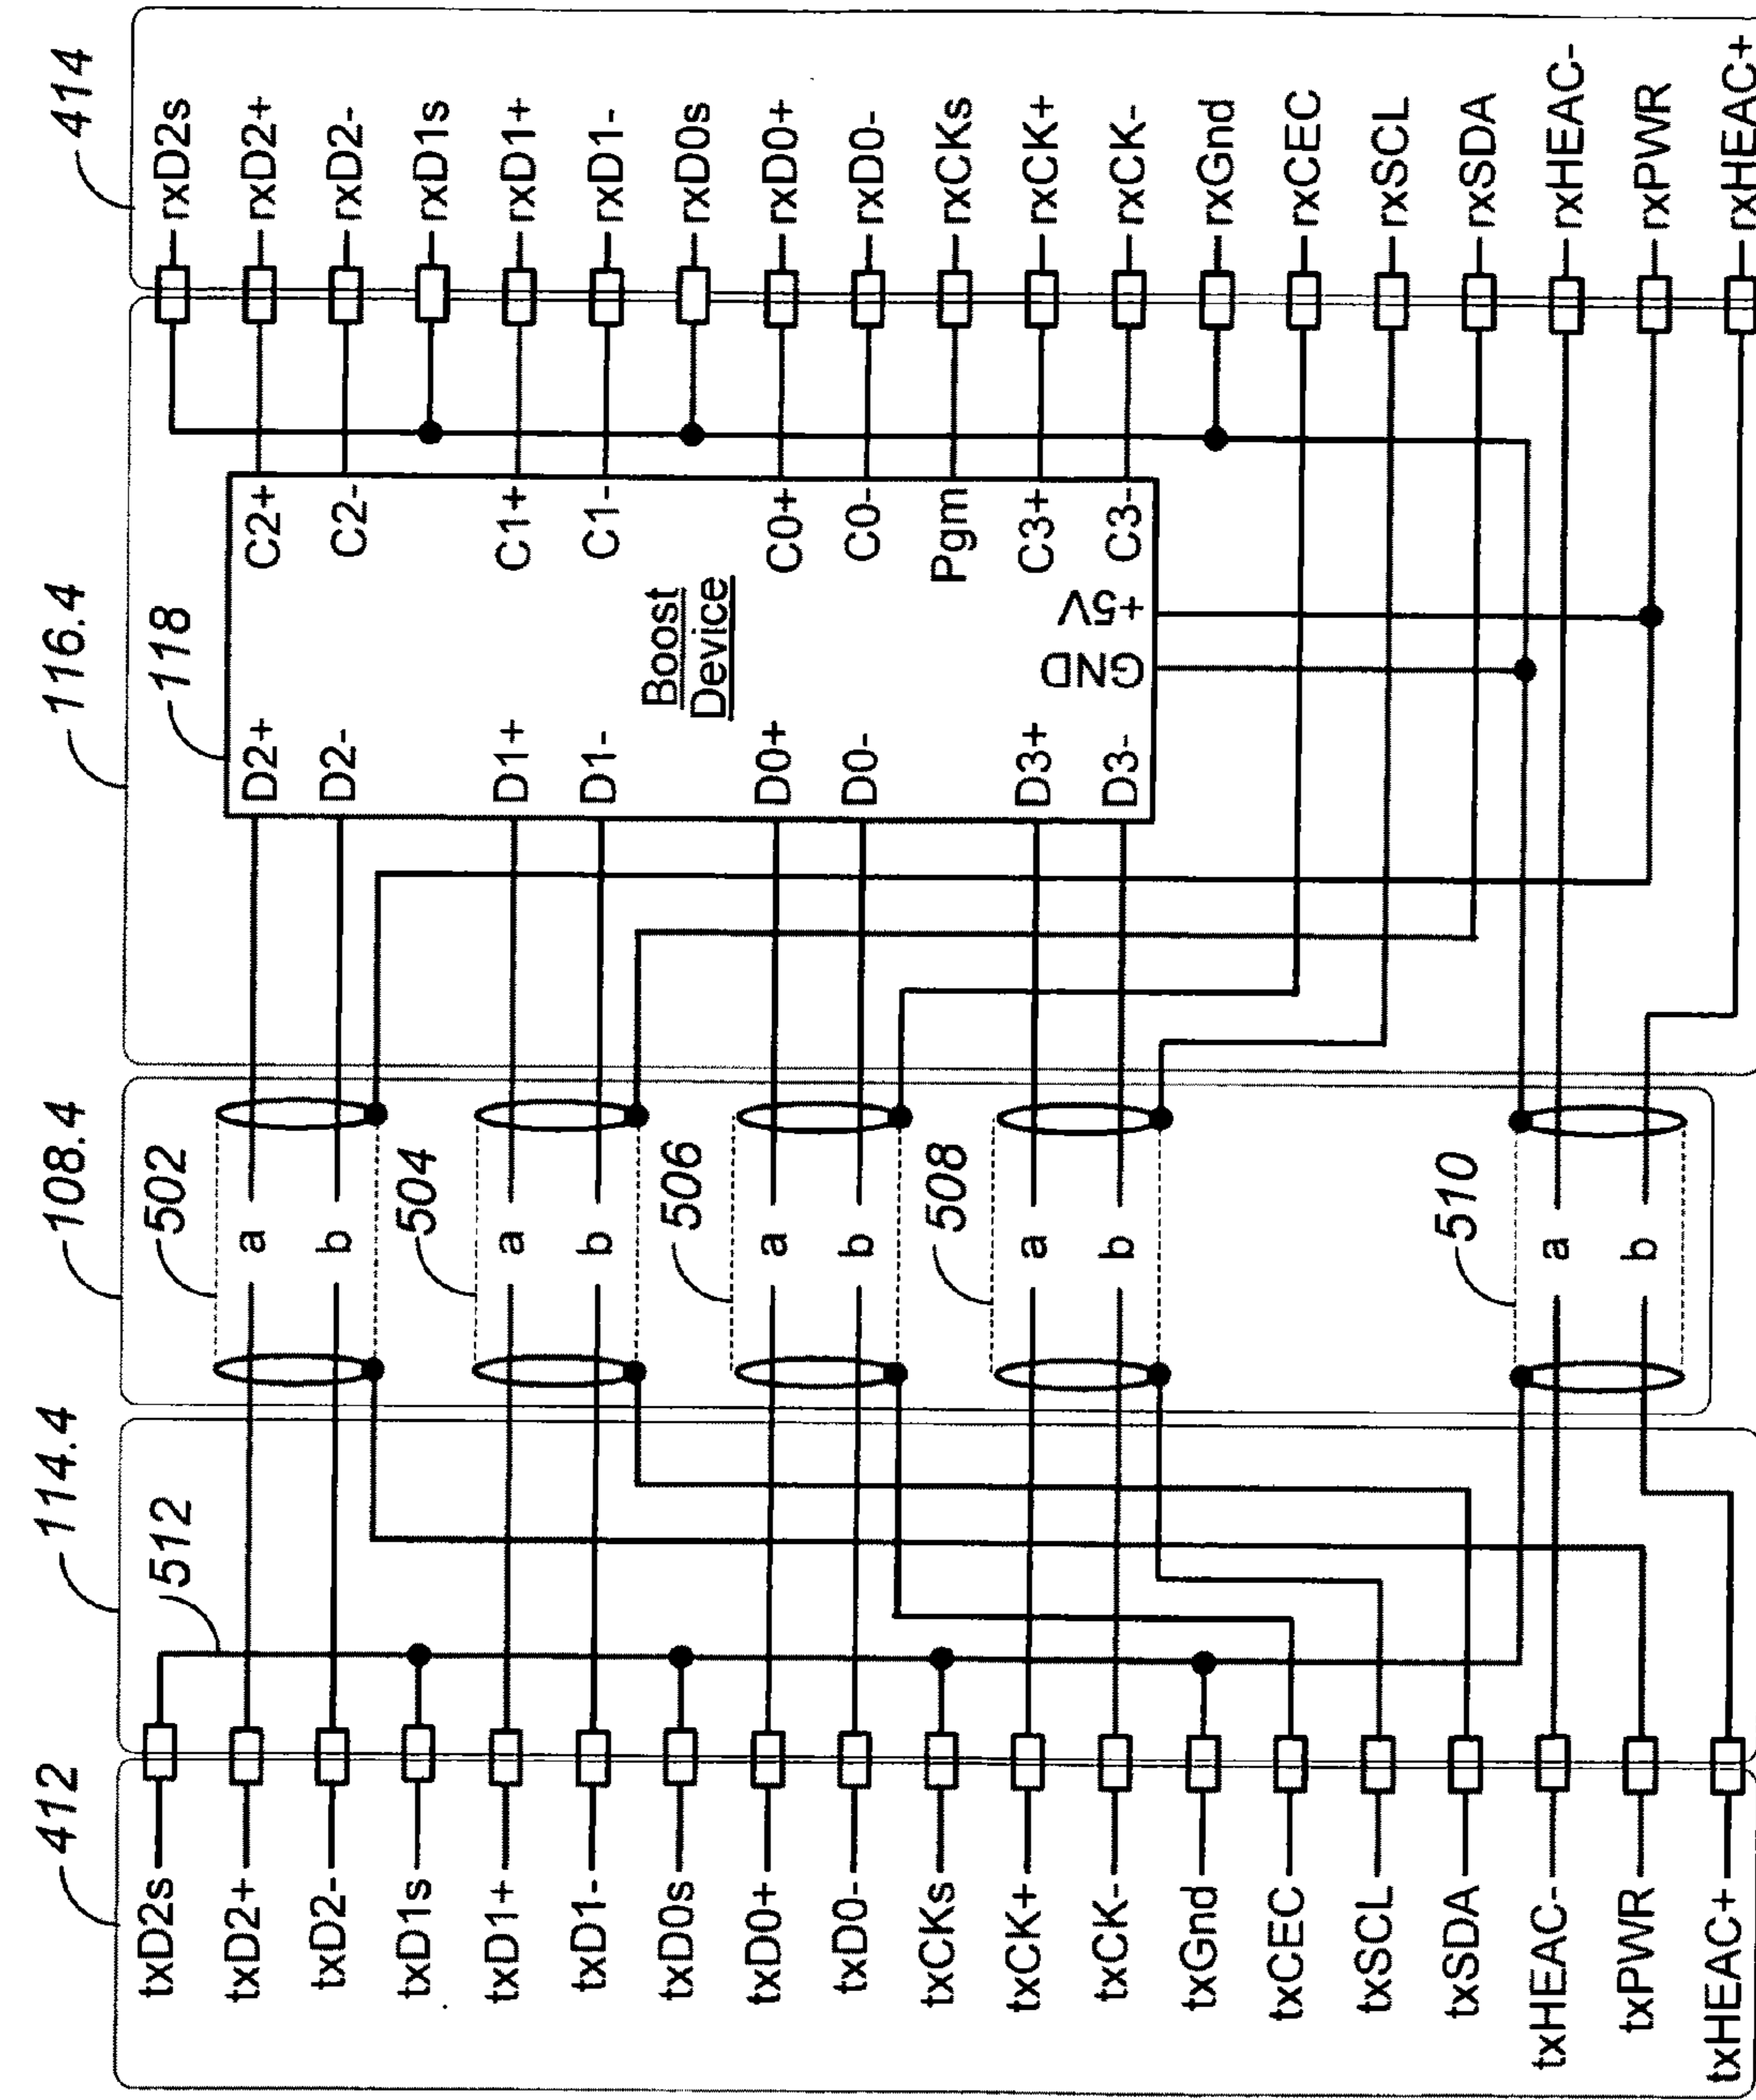 412
114.4
108.4
116.4
414
512
502
504
506
508
510
118
txD2s
txD2+
txD2-
txD1s
txD1+
txD1-
txD0s
txD0+
txD0-
txCKs
txCK+
txCK-
txGnd
txCEC
txSCL
txSDA
txHEAC-
txPWR
txHEAC+
a
b
a
b
a
b
a
b
a
b
D2+
D2-
D1+
D1-
D0+
D0-
D3+
D3-
Boost
Device
GND
+5V
C2+
C2-
C1+
C1-
C0+
C0-
Pgm
C3+
C3-
rxD2s
rxD2+
rxD2-
rxD1s
rxD1+
rxD1-
rxD0s
rxD0+
rxD0-
rxCKs
rxCK+
rxCK-
rxGnd
rxCEC
rxSCL
rxSDA
rxHEAC-
rxPWR
rxHEAC+